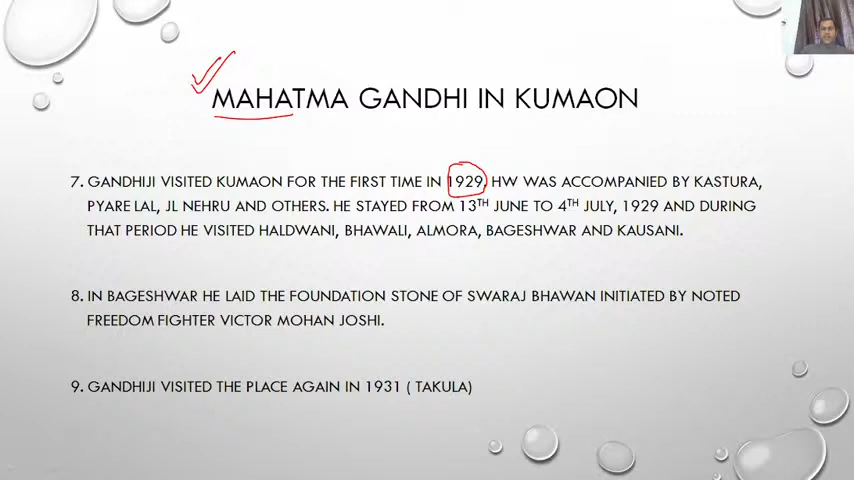 MAHATMA GANDHI IN KUMAON
7. GANDHIJI VISITED KUMAON FOR THE FIRST TIME IN 1929, HW WAS ACCOMPANIED BY KASTURA,
PYARE LAL, JL NEHRU AND OTHERS. HE STAYED FROM 13TH JUNE TO 4TH JULY, 1929 AND DURING
THAT PERIOD HE VISITED HALDWANI, BHAWALI, ALMORA, BAGESHWAR AND KAUSANI.
8. IN BAGESHWAR HE LAID THE FOUNDATION STONE OF SWARAJ BHAWAN INITIATED BY NOTED
FREEDOM FIGHTER VICTOR MOHAN JOSHI.
9. GANDHIJI VISITED THE PLACE AGAIN IN 1931 ( TAKULA)